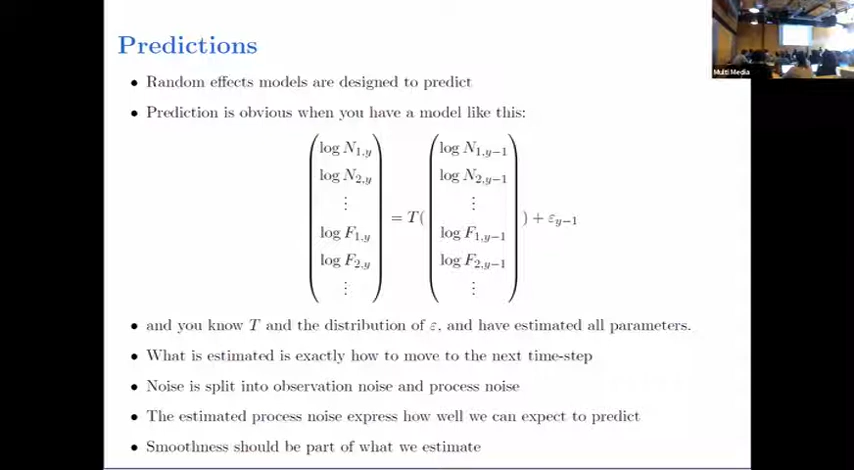 Predictions
• Random effects models are designed to predict
• Prediction is obvious when you have a model like this:
log N1,y log N1,y−1
log N2,y log N2,y−1
⋮ ⋮
= T( ) + εy−1
log F1,y log F1,y−1
log F2,y log F2,y−1
⋮ ⋮
• and you know T and the distribution of ε, and have estimated all parameters.
• What is estimated is exactly how to move to the next time-step
• Noise is split into observation noise and process noise
• The estimated process noise express how well we can expect to predict
• Smoothness should be part of what we estimate
Multi Media